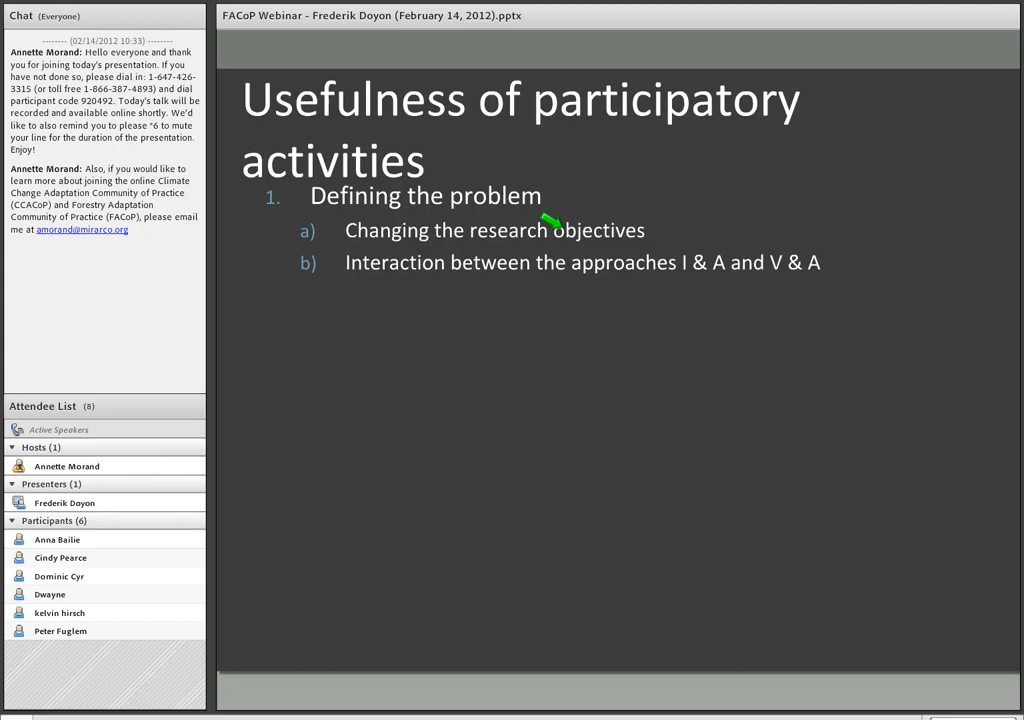 Chat (Everyone)
-------- (02/14/2012 10:33) --------
Annette Morand: Hello everyone and thank
you for joining today's presentation. If you
have not done so, please dial in: 1-647-426-
3315 (or toll free 1-866-387-4893) and dial
participant code 920492. Today's talk will be
recorded and available online shortly. We'd
like to also remind you to please *6 to mute
your line for the duration of the presentation.
Enjoy!
Annette Morand: Also, if you would like to
learn more about joining the online Climate
Change Adaptation Community of Practice
(CCACoP) and Forestry Adaptation
Community of Practice (FACoP), please email
me at amorand@mirarco.org
Attendee List (8)
Active Speakers
Hosts (1)
Annette Morand
Presenters (1)
Frederik Doyon
Participants (6)
Anna Bailie
Cindy Pearce
Dominic Cyr
Dwayne
kelvin hirsch
Peter Fuglem
FACoP Webinar - Frederik Doyon (February 14, 2012).pptx
Usefulness of participatory
activities
1. Defining the problem
a) Changing the research objectives
b) Interaction between the approaches I & A and V & A